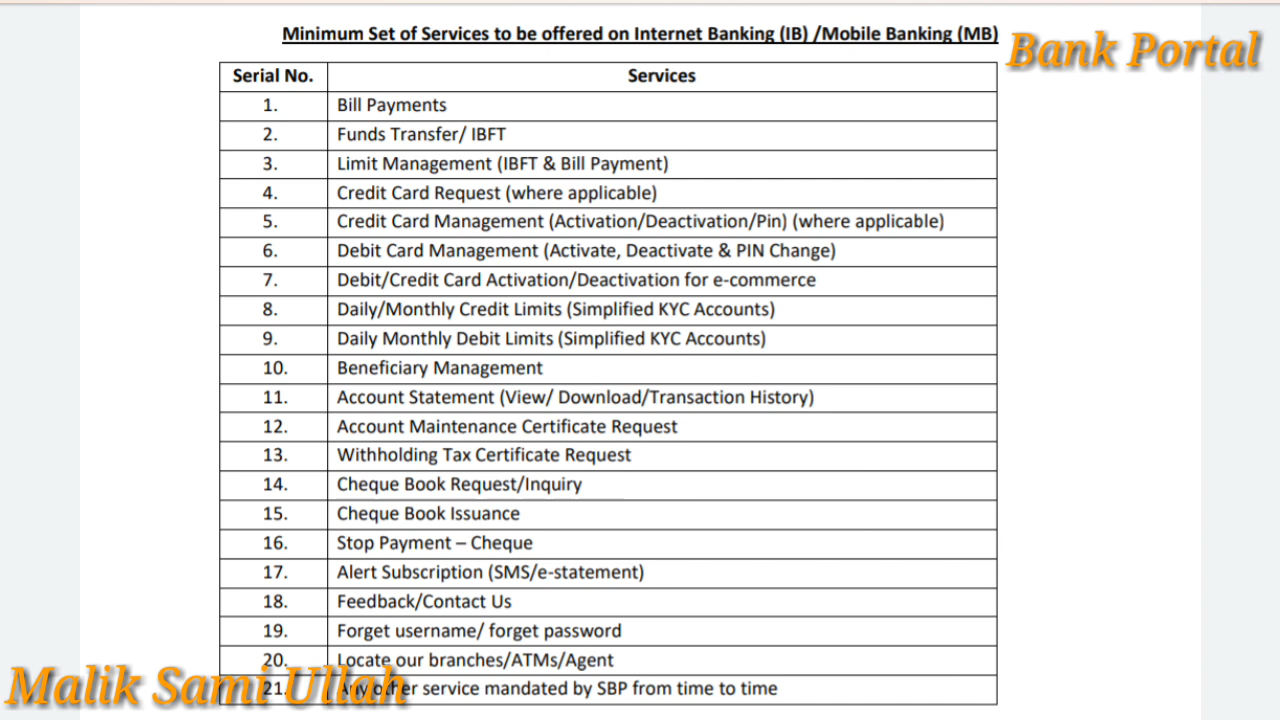 Minimum Set of Services to be offered on Internet Banking (IB) /Mobile Banking (MB)
Bank Portal
Serial No. Services
1. Bill Payments
2. Funds Transfer/ IBFT
3. Limit Management (IBFT & Bill Payment)
4. Credit Card Request (where applicable)
5. Credit Card Management (Activation/Deactivation/Pin) (where applicable)
6. Debit Card Management (Activate, Deactivate & PIN Change)
7. Debit/Credit Card Activation/Deactivation for e-commerce
8. Daily/Monthly Credit Limits (Simplified KYC Accounts)
9. Daily Monthly Debit Limits (Simplified KYC Accounts)
10. Beneficiary Management
11. Account Statement (View/ Download/Transaction History)
12. Account Maintenance Certificate Request
13. Withholding Tax Certificate Request
14. Cheque Book Request/Inquiry
15. Cheque Book Issuance
16. Stop Payment – Cheque
17. Alert Subscription (SMS/e-statement)
18. Feedback/Contact Us
19. Forget username/ forget password
20. Locate our branches/ATMs/Agent
21. Any other service mandated by SBP from time to time
Malik Sami Ullah